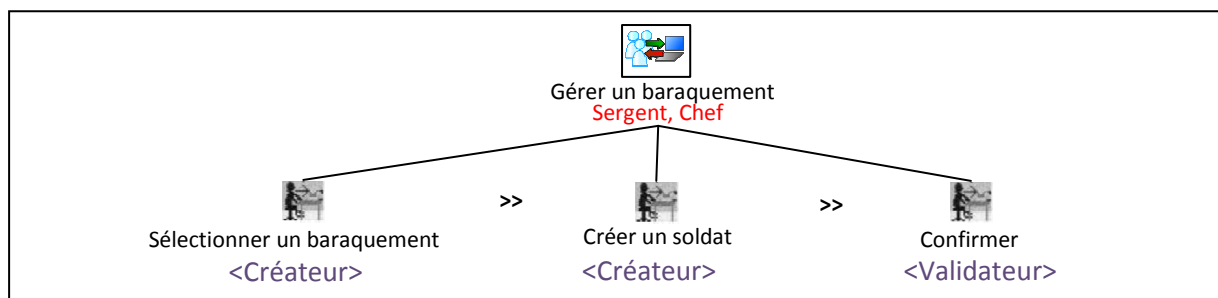 Gérer un baraquement
Sergent, Chef
>>
>>
Sélectionner un baraquement
Créer un soldat
Confirmer
<Créateur>
<Créateur>
<Validateur>